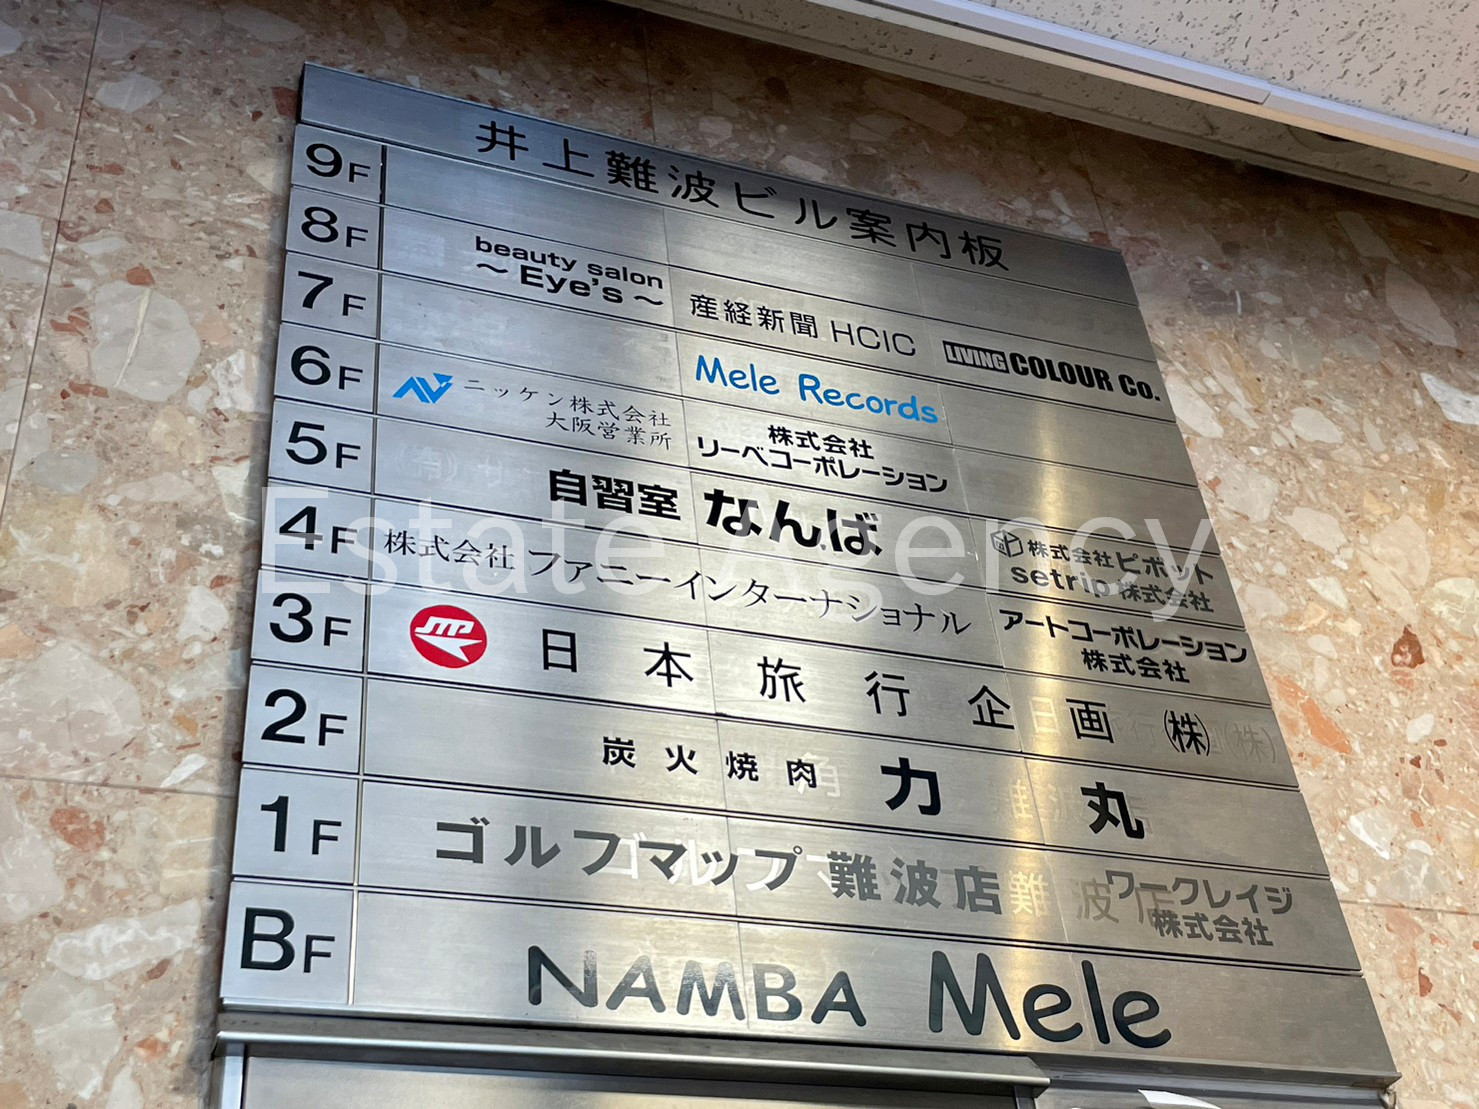 井上難波ビル案内板
9F
8F
beauty salon
～Eye's～
産経新聞 HCIC
LIVING COLOUR Co.
7F
Mele Records
6F
ニッケン株式会社
大阪営業所
株式会社
リーベコーポレーション
5F
自習室 なんば
株式会社ピボット
setrip株式会社
4F
株式会社 ファニーインターナショナル
アートコーポレーション
株式会社
3F
日本旅行企画㈱
2F
炭火焼肉 力丸
1F
ゴルフマップ難波店
ワークレイジ
株式会社
BF
NAMBA Mele
Estate Agency